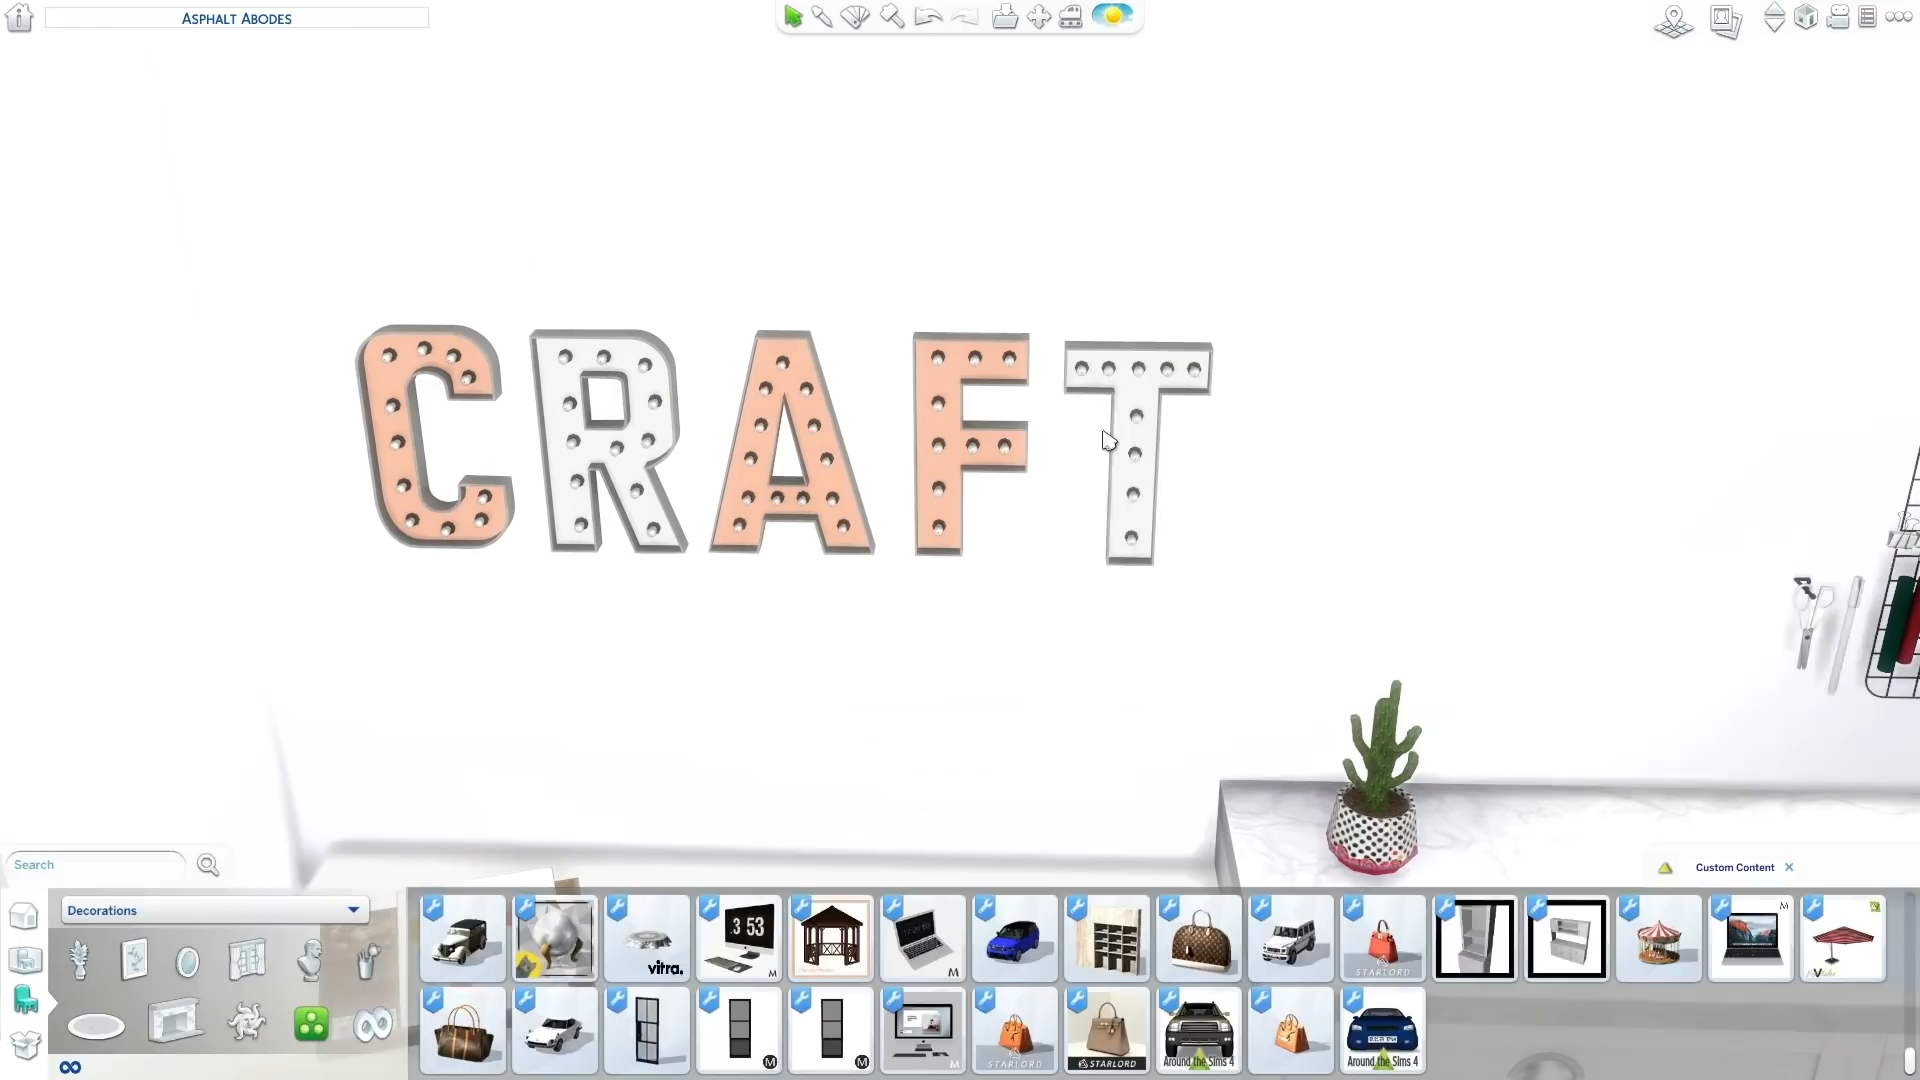 ASPHALT ABODES
CRAFT
Search
Custom Content
Decorations
vitra.
3 53
M
M
STARLORD
M
M
M
M
STARLORD
STARLORD
Around the Sims 4
Around the Sims 4